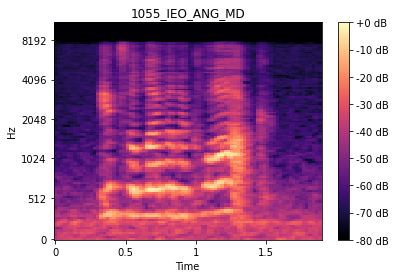 1055_IEO_ANG_MD
+0 dB
8192
-10 dB
4096
-20 dB
-30 dB
2048
Hz
-40 dB
1024
-50 dB
512
-60 dB
-70 dB
0
-80 dB
0
0.5
1
1.5
Time